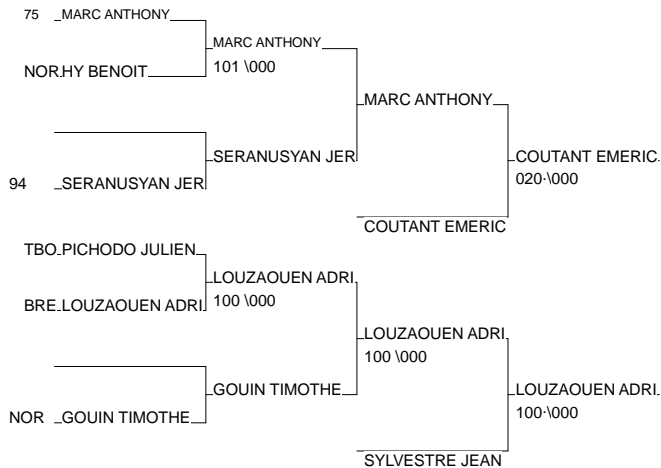 75 MARC ANTHONY
MARC ANTHONY
101 \000
NOR HY BENOIT
MARC ANTHONY
SERANUSYAN JER
COUTANT EMERIC
020·\000
94 SERANUSYAN JER
COUTANT EMERIC
TBO PICHODO JULIEN
LOUZAOUEN ADRI
100 \000
BRE LOUZAOUEN ADRI
LOUZAOUEN ADRI
100 \000
GOUIN TIMOTHE
LOUZAOUEN ADRI
100·\000
NOR GOUIN TIMOTHE
SYLVESTRE JEAN